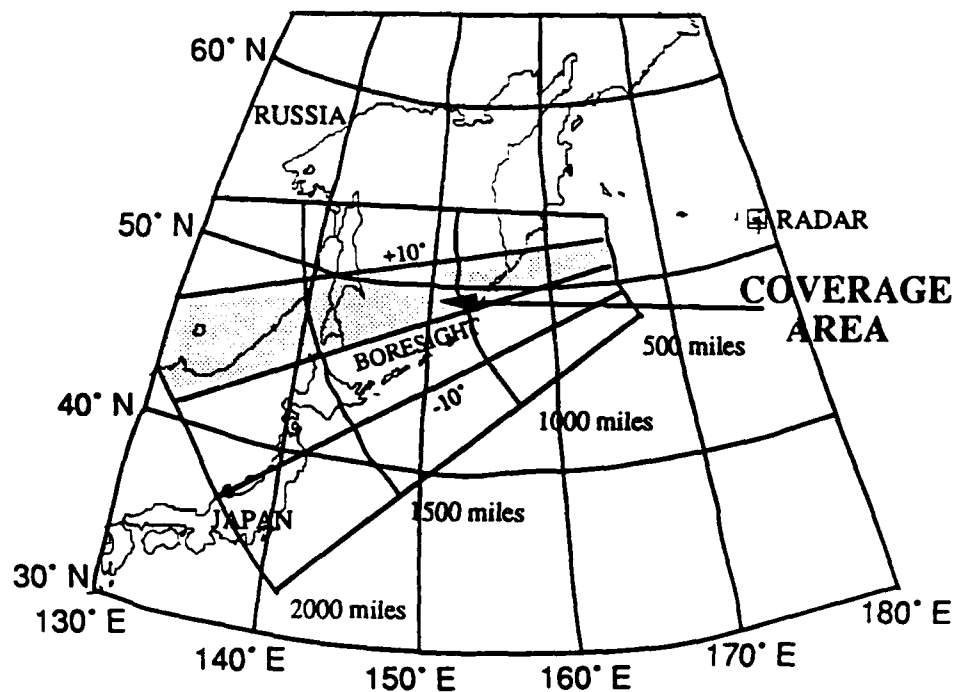 60° N
RUSSIA
50° N
RADAR
+10°
COVERAGE
AREA
BORESIGHT
500 miles
40° N
-10°
1000 miles
1500 miles
JAPAN
30° N
2000 miles
130° E
180° E
140° E
170° E
150° E
160° E